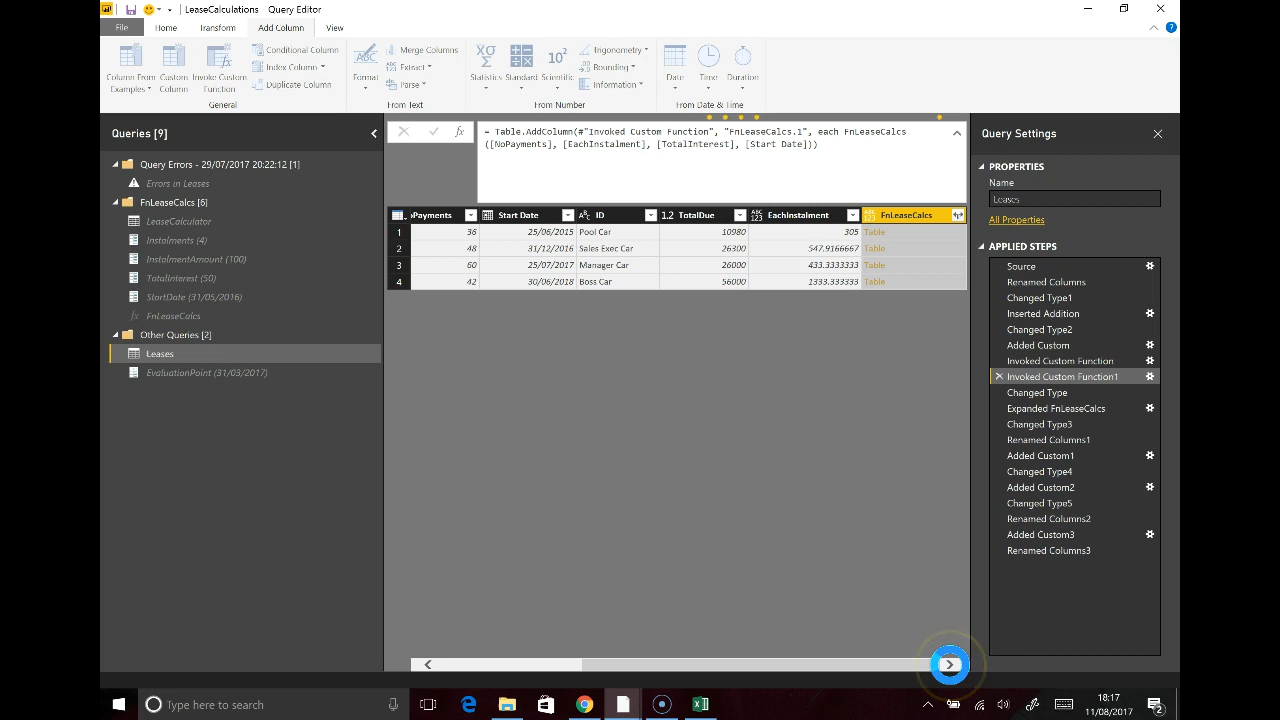 LeaseCalculations - Query Editor
File Home Transform Add Column View
Column From Examples
Custom Column
Invoke Custom Function
Conditional Column
Index Column
Duplicate Column
General
Format
Merge Columns
Extract
Parse
From Text
Statistics
Standard
Scientific
Trigonometry
Rounding
Information
From Number
Date
Time
Duration
From Date & Time
Queries [9]
Query Errors - 29/07/2017 20:22:12 [1]
Errors in Leases
FnLeaseCalcs [6]
LeaseCalculator
Instalments (4)
InstalmentAmount (100)
TotalInterest (50)
StartDate (31/05/2016)
FnLeaseCalcs
Other Queries [2]
Leases
EvaluationPoint (31/03/2017)
= Table.AddColumn(#"Invoked Custom Function", "FnLeaseCalcs.1", each FnLeaseCalcs
([NoPayments], [EachInstalment], [TotalInterest], [Start Date]))
Payments Start Date ID TotalDue EachInstalment FnLeaseCalcs
1 36 25/06/2015 Pool Car 10980 305 Table
2 48 31/12/2016 Sales Exec Car 26300 547.9166667 Table
3 60 25/07/2017 Manager Car 26000 433.3333333 Table
4 42 30/06/2018 Boss Car 56000 1333.333333 Table
Query Settings
PROPERTIES
Name
Leases
All Properties
APPLIED STEPS
Source
Renamed Columns
Changed Type1
Inserted Addition
Changed Type2
Added Custom
Invoked Custom Function
Invoked Custom Function1
Changed Type
Expanded FnLeaseCalcs
Changed Type3
Renamed Columns1
Added Custom1
Changed Type4
Added Custom2
Changed Type5
Renamed Columns2
Added Custom3
Renamed Columns3
Type here to search
18:17
11/08/2017
2